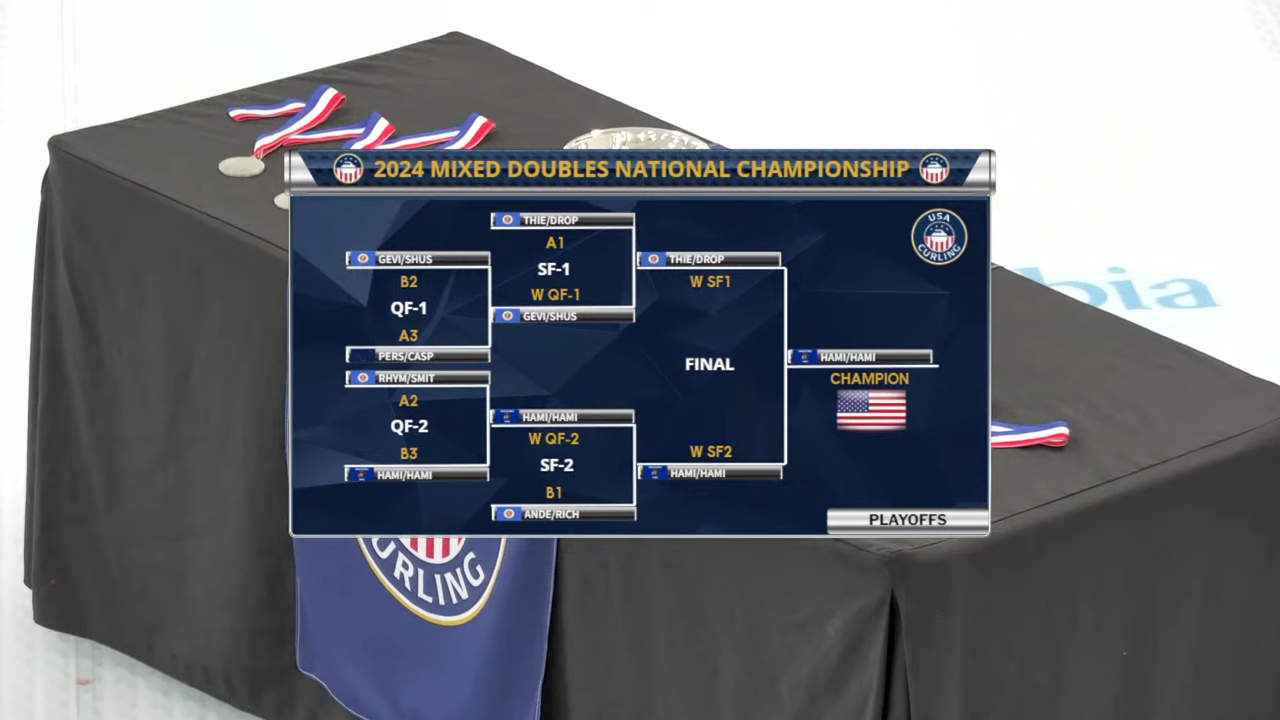 2024 MIXED DOUBLES NATIONAL CHAMPIONSHIP
USA
CURLING
THIE/DROP
A1
SF-1
W QF-1
GEVI/SHUS
GEVI/SHUS
B2
QF-1
A3
PERS/CASP
RHYM/SMIT
A2
QF-2
B3
HAMI/HAMI
HAMI/HAMI
W QF-2
SF-2
B1
ANDE/RICH
THIE/DROP
W SF1
FINAL
W SF2
HAMI/HAMI
HAMI/HAMI
CHAMPION
PLAYOFFS
URLING
bia